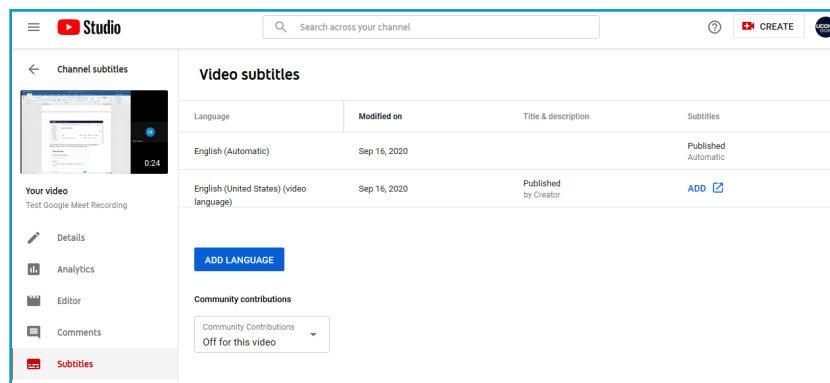 Studio
Search across your channel
CREATE
Channel subtitles
Video subtitles
Language Modified on Title & description Subtitles
English (Automatic) Sep 16, 2020 Published
Automatic
English (United States) (video
language) Sep 16, 2020 Published
by Creator ADD
0:24
Your video
Test Google Meet Recording
Details
Analytics
Editor
Comments
Subtitles
ADD LANGUAGE
Community contributions
Community Contributions
Off for this video